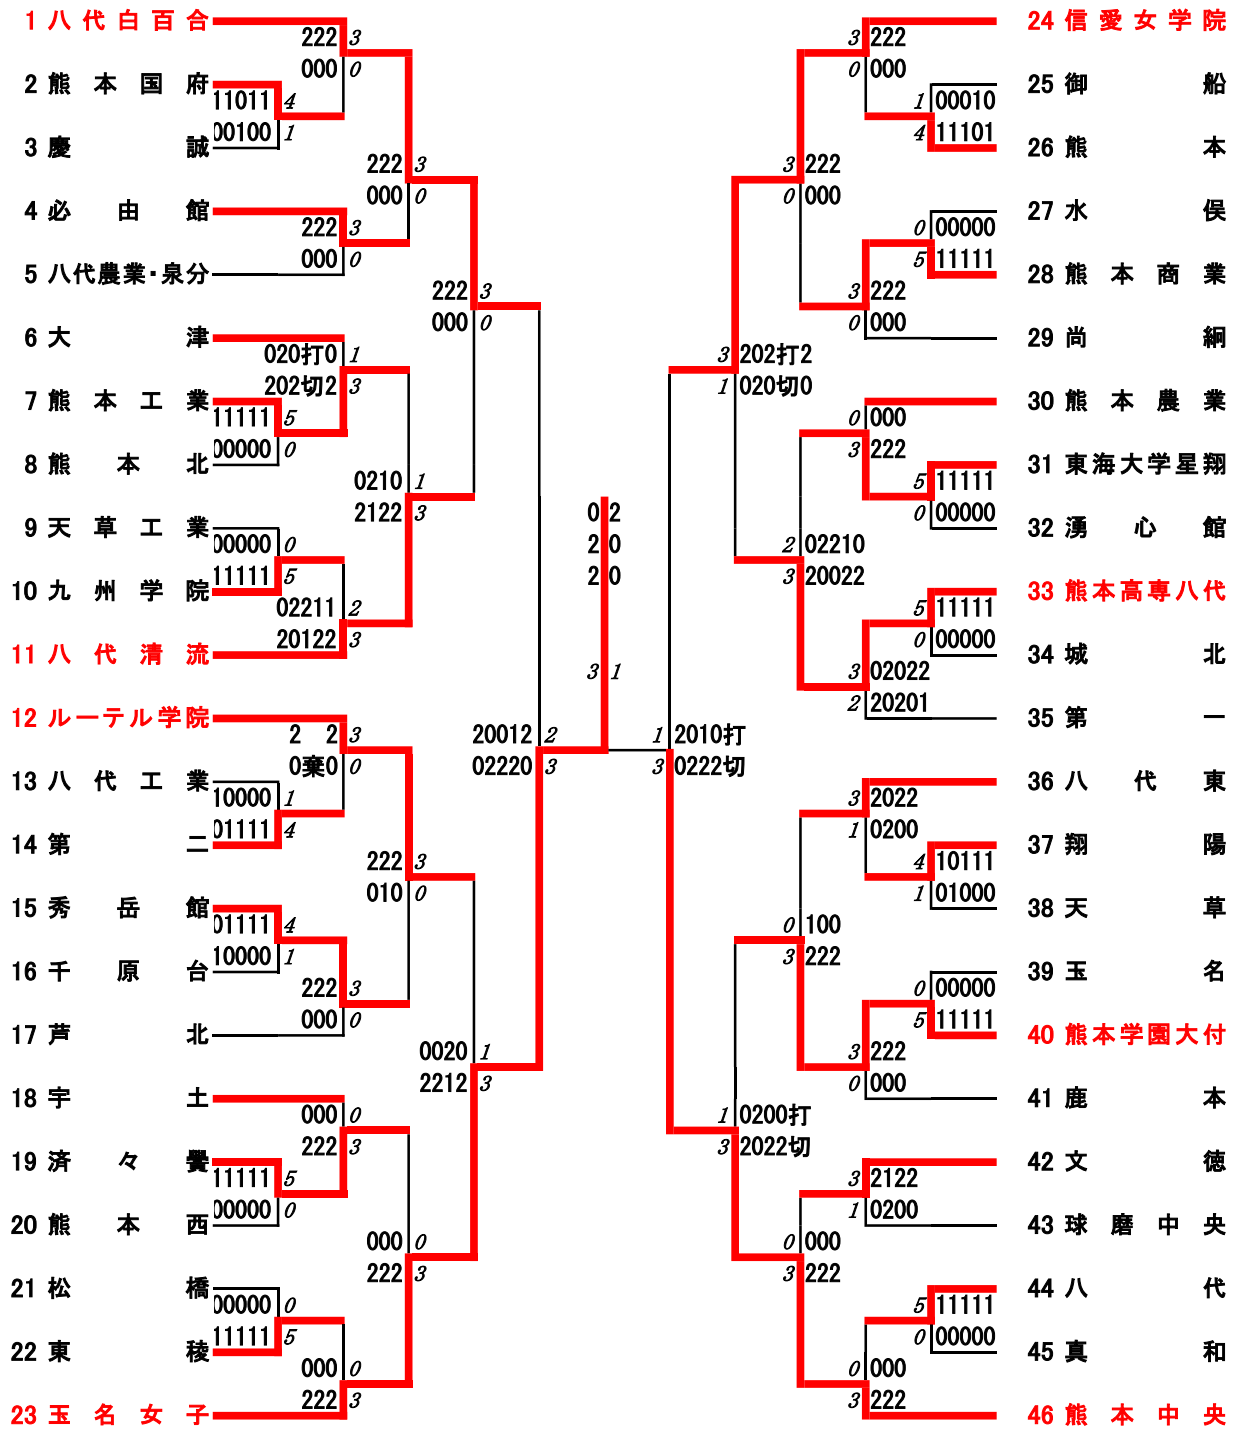 1 八代白百合
222 3
000 0
2 熊本国府
11011 4
00100 1
3 慶誠
222 3
000 0
4 必由館
222 3
000 0
5 八代農業・泉分
222 3
000 0
6 大津
020打0 1
202切2 3
7 熊本工業
11111 5
00000 0
8 熊本北
0210 1
2122 3
9 天草工業
00000 0
11111 5
10 九州学院
02211 2
20122 3
11 八代清流
12 ルーテル学院
2 2 3
0棄0 0
20012 2
02220 3
13 八代工業
10000 1
01111 4
14 第二
222 3
010 0
15 秀岳館
01111 4
10000 1
16 千原台
222 3
000 0
17 芦北
0020 1
2212 3
18 宇土
000 0
222 3
19 済々黌
11111 5
00000 0
20 熊本西
000 0
222 3
21 松橋
00000 0
11111 5
22 東稜
000 0
222 3
23 玉名女子
0 2
2 0
2 0
3 1
24 信愛女学院
3 222
0 000
25 御船
1 00010
4 11101
26 熊本
3 222
0 000
27 水俣
0 00000
5 11111
28 熊本商業
3 222
0 000
29 尚絅
3 202打2
1 020切0
30 熊本農業
0 000
3 222
31 東海大学星翔
5 11111
0 00000
32 湧心館
2 02210
3 20022
33 熊本高専八代
5 11111
0 00000
34 城北
3 02022
2 20201
35 第一
1 2010打
3 0222切
36 八代東
3 2022
1 0200
37 翔陽
4 10111
1 01000
38 天草
0 100
3 222
39 玉名
0 00000
5 11111
40 熊本学園大付
3 222
0 000
41 鹿本
1 0200打
3 2022切
42 文徳
3 2122
1 0200
43 球磨中央
0 000
3 222
44 八代
5 11111
0 00000
45 真和
0 000
3 222
46 熊本中央